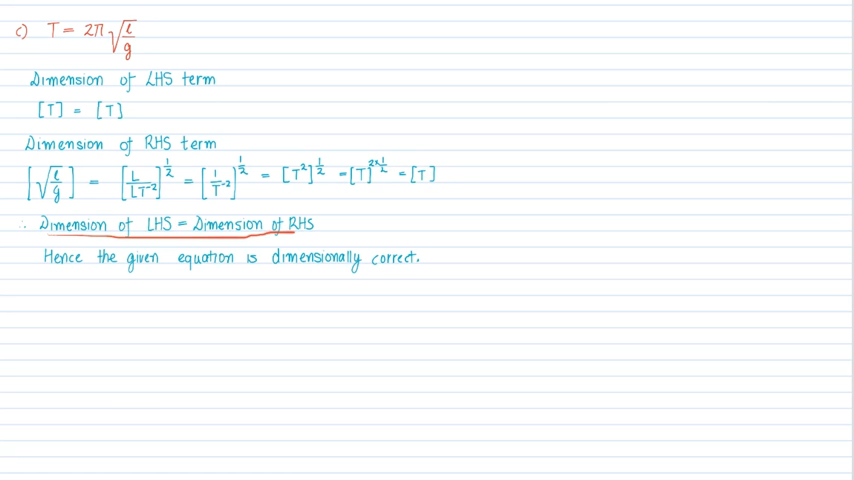 c) T = 2π √(l/g)
Dimension of LHS term
[T] = [T]
Dimension of RHS term
[√(l/g)] = [L/LT⁻²]^(1/2) = [1/T⁻²]^(1/2) = [T²]^(1/2) = [T]^(2×1/2) = [T]
∴ Dimension of LHS = Dimension of RHS
Hence the given equation is dimensionally correct.